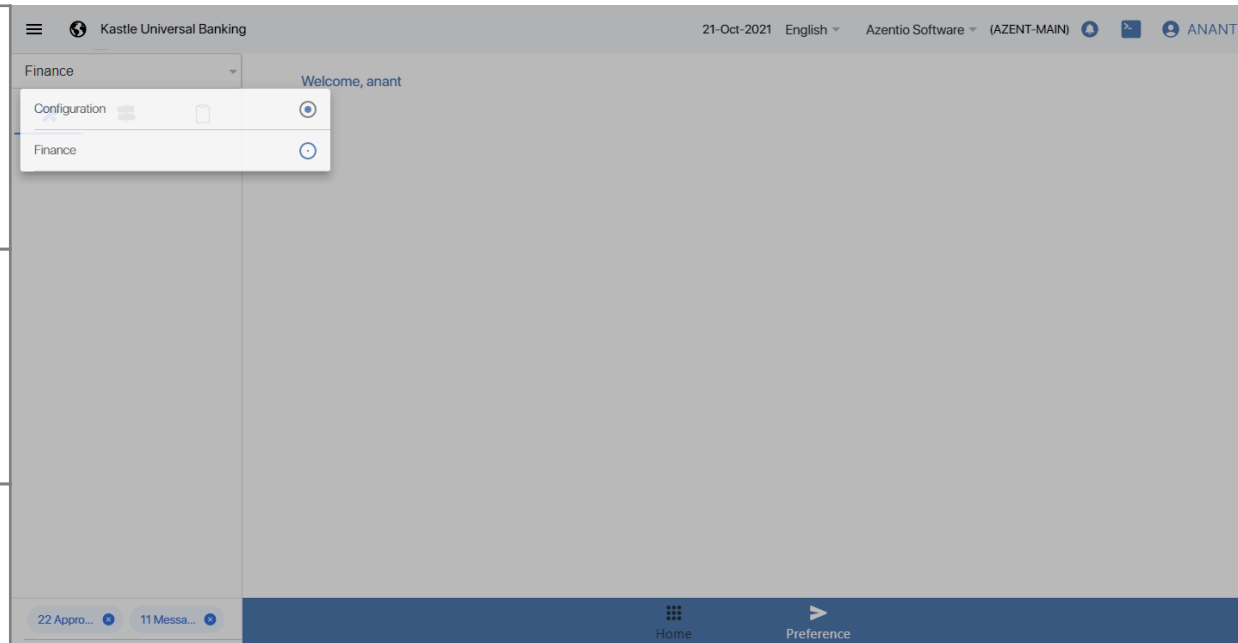 Kastle Universal Banking 21-Oct-2021 English Azentio Software (AZENT-MAIN) ANANT
Finance
Welcome, anant
Configuration
Finance
22 Appro... 11 Messa...
Home Preference